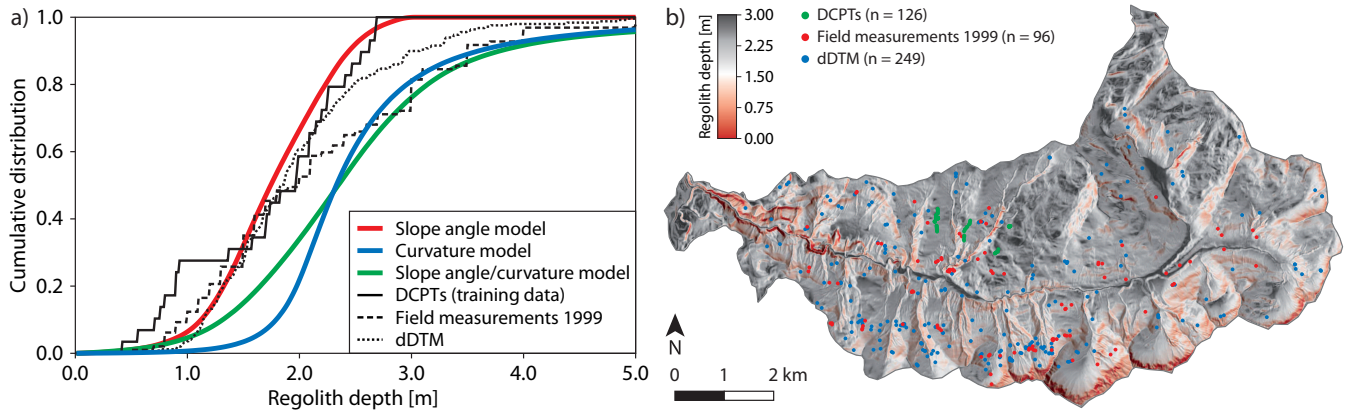 a)
Cumulative distribution
1.0
0.8
0.6
0.4
0.2
0.0
0.0 1.0 2.0 3.0 4.0 5.0
Regolith depth [m]
Slope angle model
Curvature model
Slope angle/curvature model
DCPTs (training data)
Field measurements 1999
dDTM
b)
Regolith depth [m]
3.00
2.25
1.50
0.75
0.00
DCPTs (n = 126)
Field measurements 1999 (n = 96)
dDTM (n = 249)
N
0 1 2 km